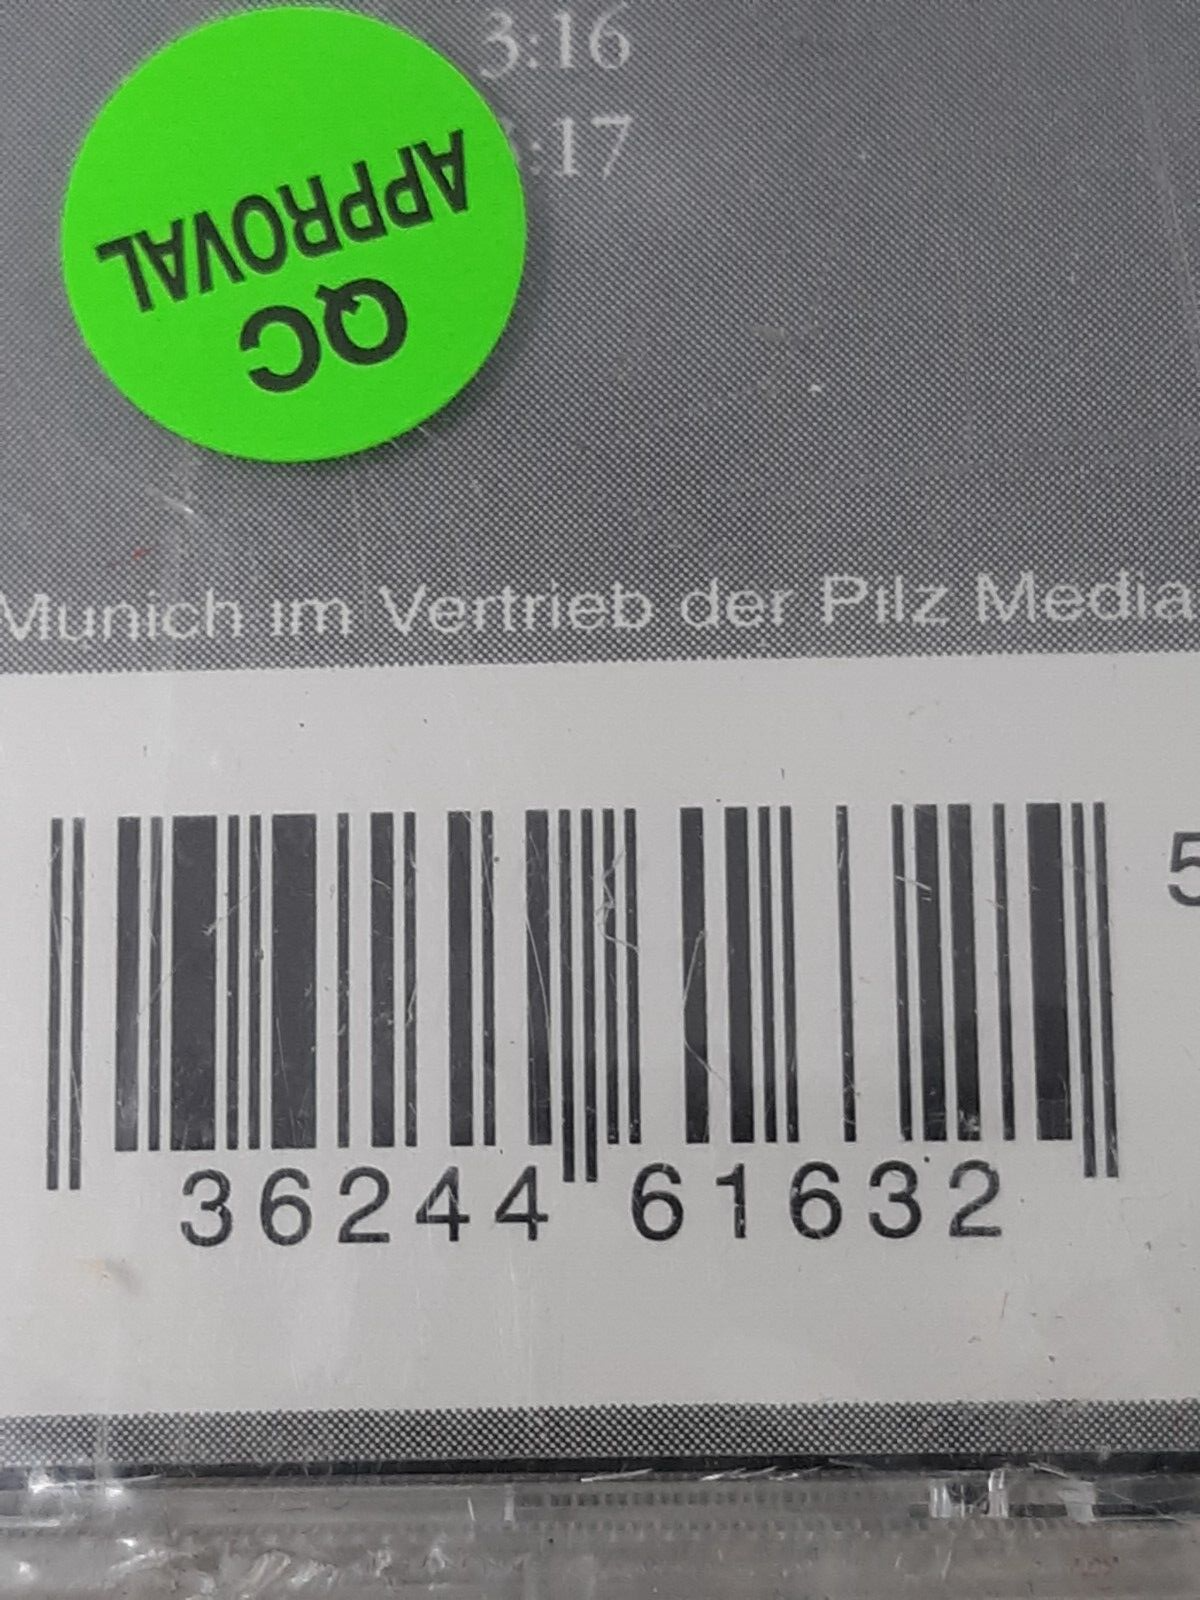 3:16
:17
QC
APPROVAL
Munich im Vertrieb der Pilz Media
5
36244 61632